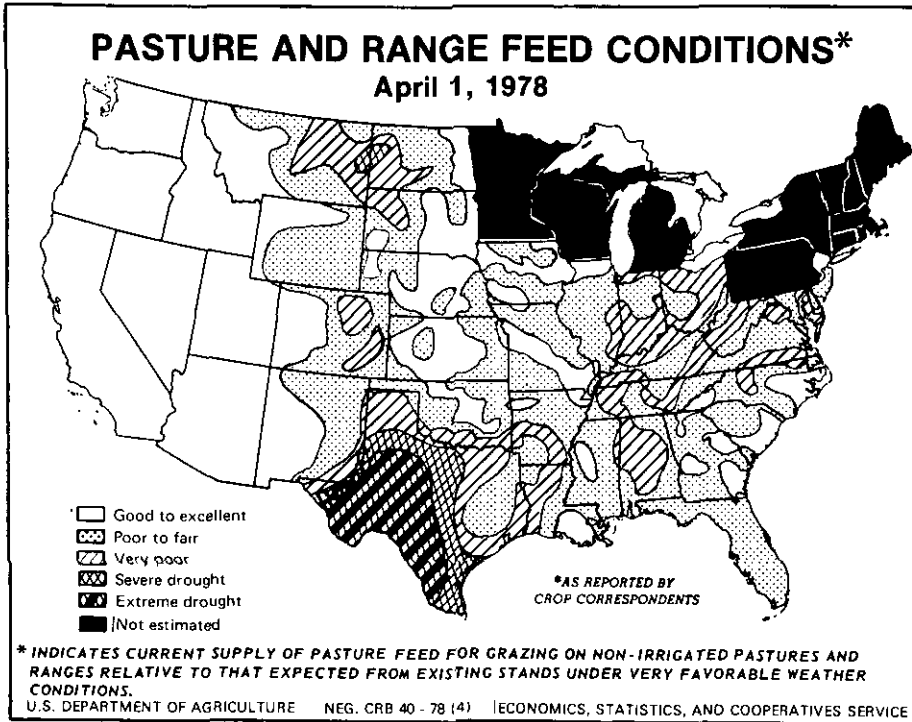 PASTURE AND RANGE FEED CONDITIONS*
April 1, 1978
Good to excellent
Poor to fair
Very poor
Severe drought
Extreme drought
Not estimated
*AS REPORTED BY
CROP CORRESPONDENTS
* INDICATES CURRENT SUPPLY OF PASTURE FEED FOR GRAZING ON NON-IRRIGATED PASTURES AND
RANGES RELATIVE TO THAT EXPECTED FROM EXISTING STANDS UNDER VERY FAVORABLE WEATHER
CONDITIONS.
U.S. DEPARTMENT OF AGRICULTURE NEG. CRB 40 - 78 (4) ECONOMICS, STATISTICS, AND COOPERATIVES SERVICE